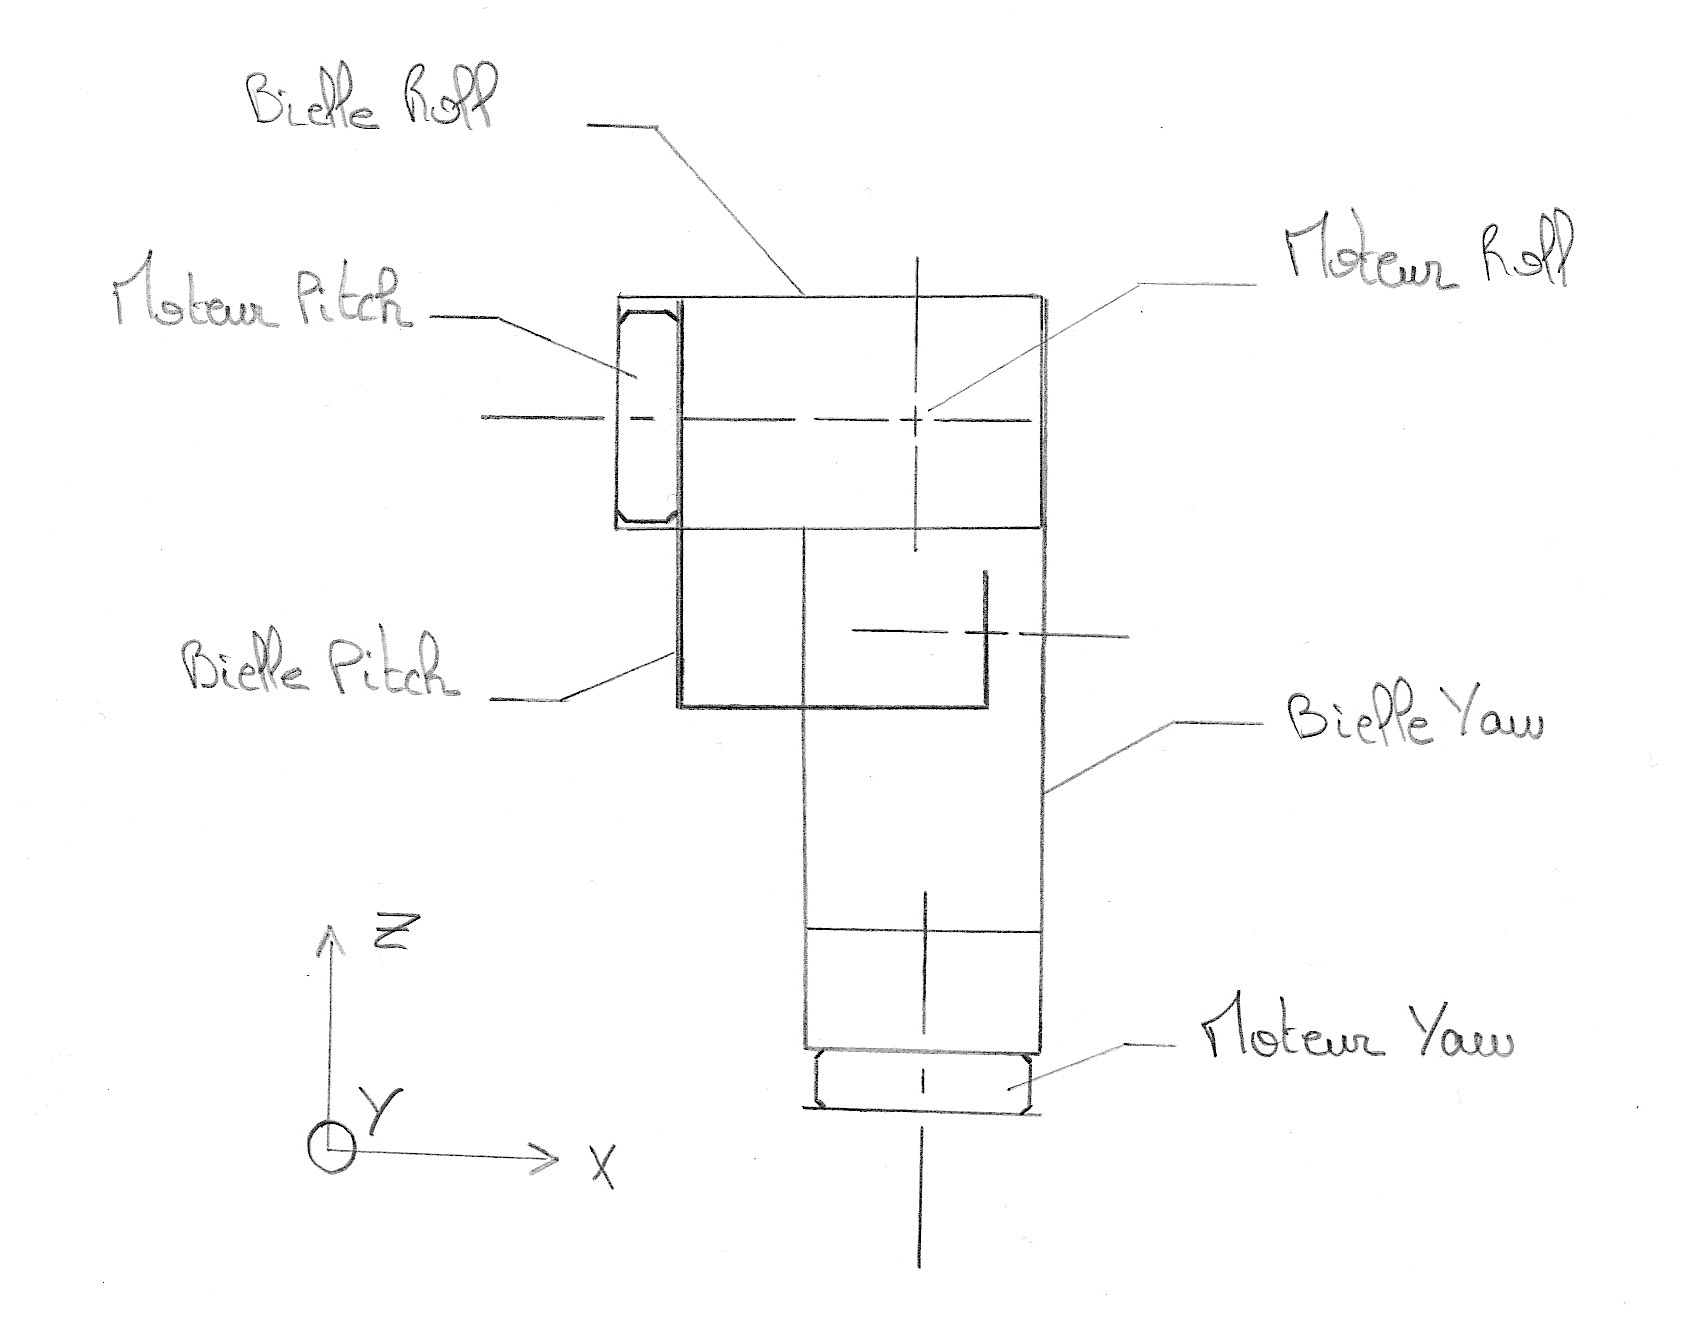 Bielle Roll
Moteur Roll
Moteur Pitch
Bielle Pitch
Bielle Yaw
Z
Moteur Yaw
Y
X